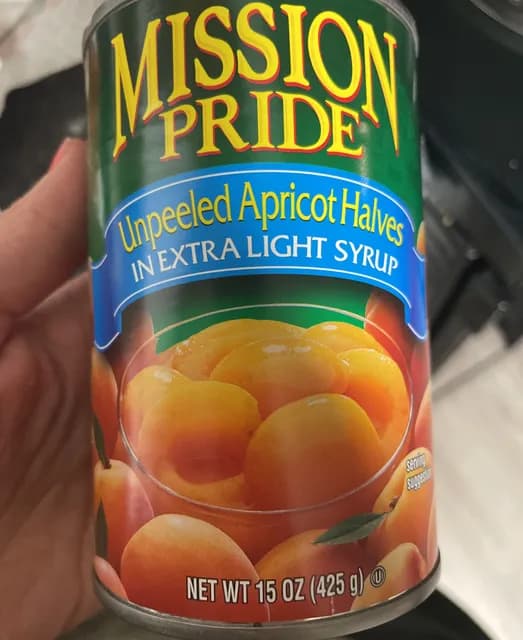 MISSION
PRIDE
Unpeeled Apricot Halves
IN EXTRA LIGHT SYRUP
serving
suggestion
NET WT 15 OZ (425 g) U